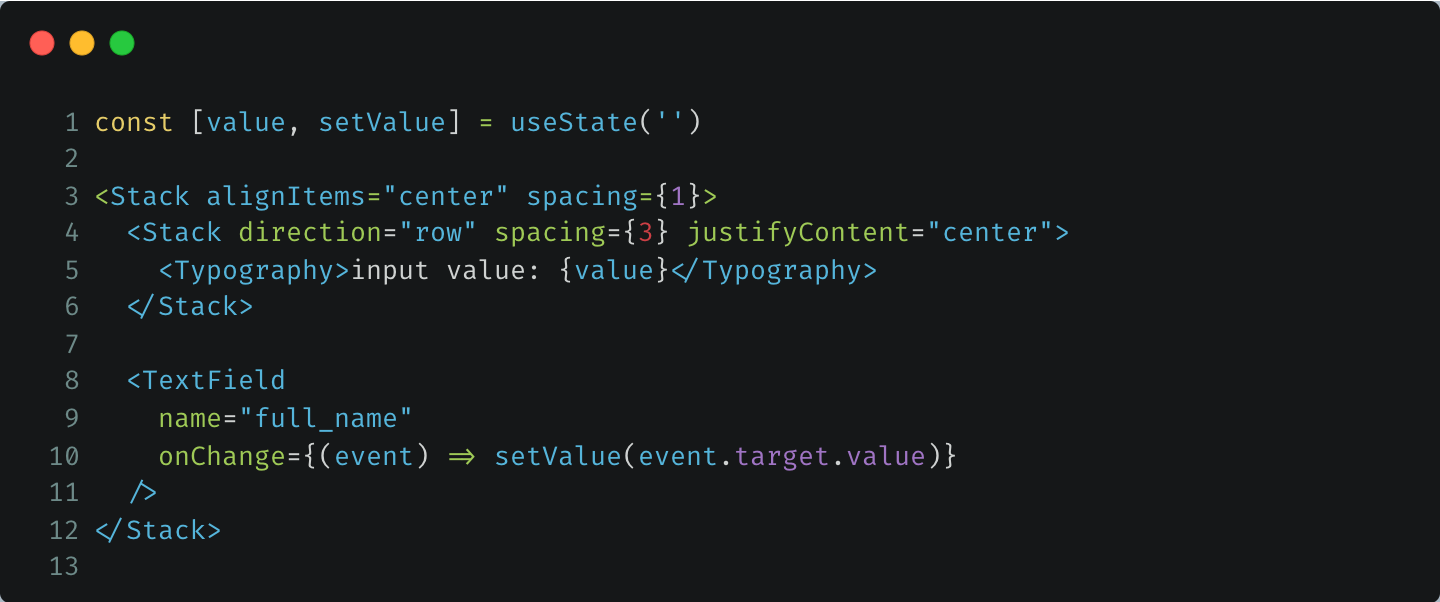 1 const [value, setValue] = useState('')
2
3 <Stack alignItems="center" spacing={1}>
4   <Stack direction="row" spacing={3} justifyContent="center">
5     <Typography>input value: {value}</Typography>
6   </Stack>
7
8   <TextField
9     name="full_name"
10     onChange={(event) => setValue(event.target.value)}
11   />
12 </Stack>
13